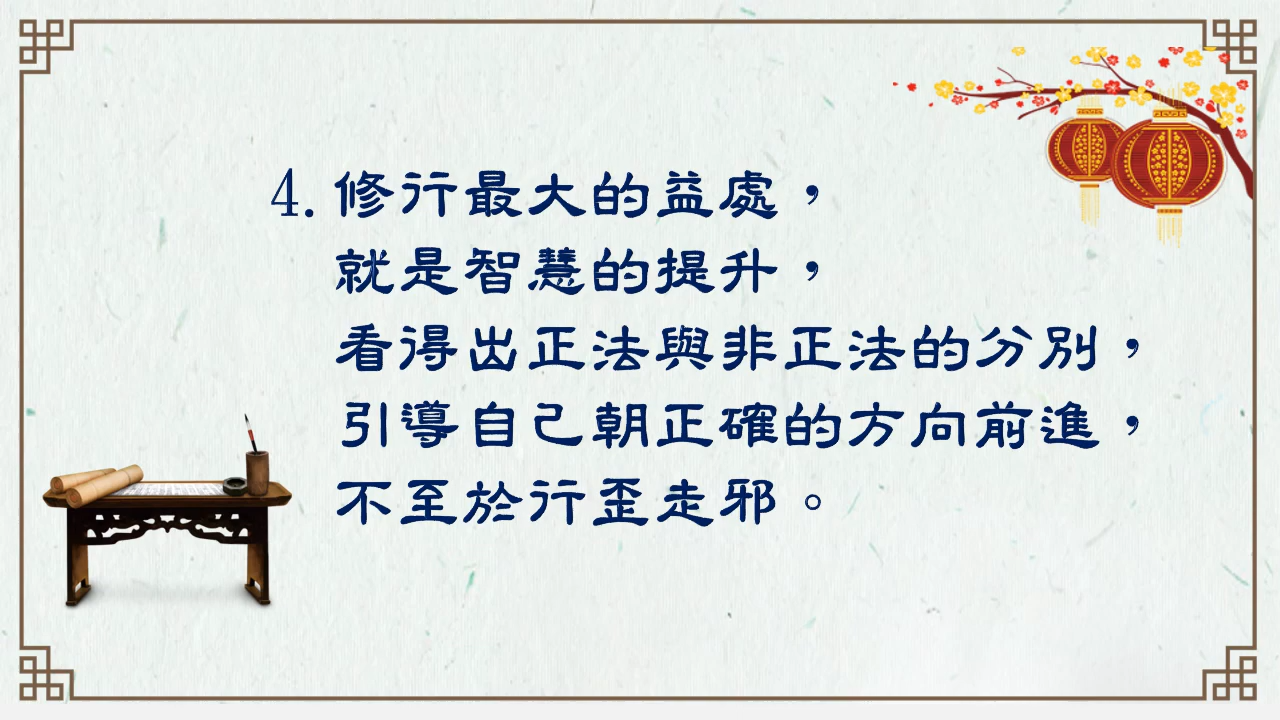 4.修行最大的益處，
就是智慧的提升，
看得出正法與非正法的分別，
引導自己朝正確的方向前進，
不至於行歪走邪。